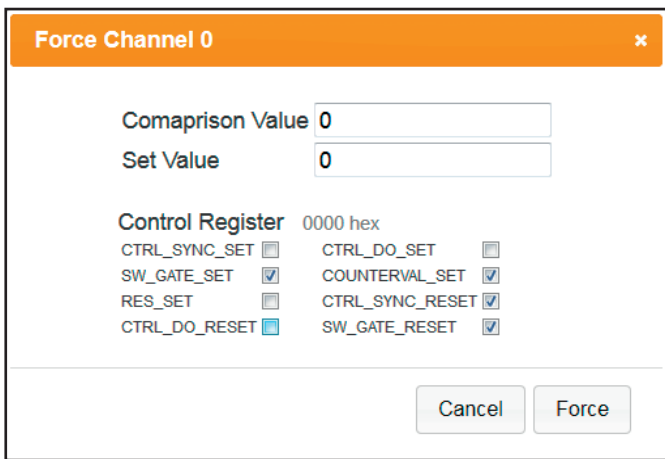 Force Channel 0
Comaprison Value 0
Set Value 0
Control Register 0000 hex
CTRL_SYNC_SET CTRL_DO_SET
SW_GATE_SET COUNTERVAL_SET
RES_SET CTRL_SYNC_RESET
CTRL_DO_RESET SW_GATE_RESET
Cancel Force